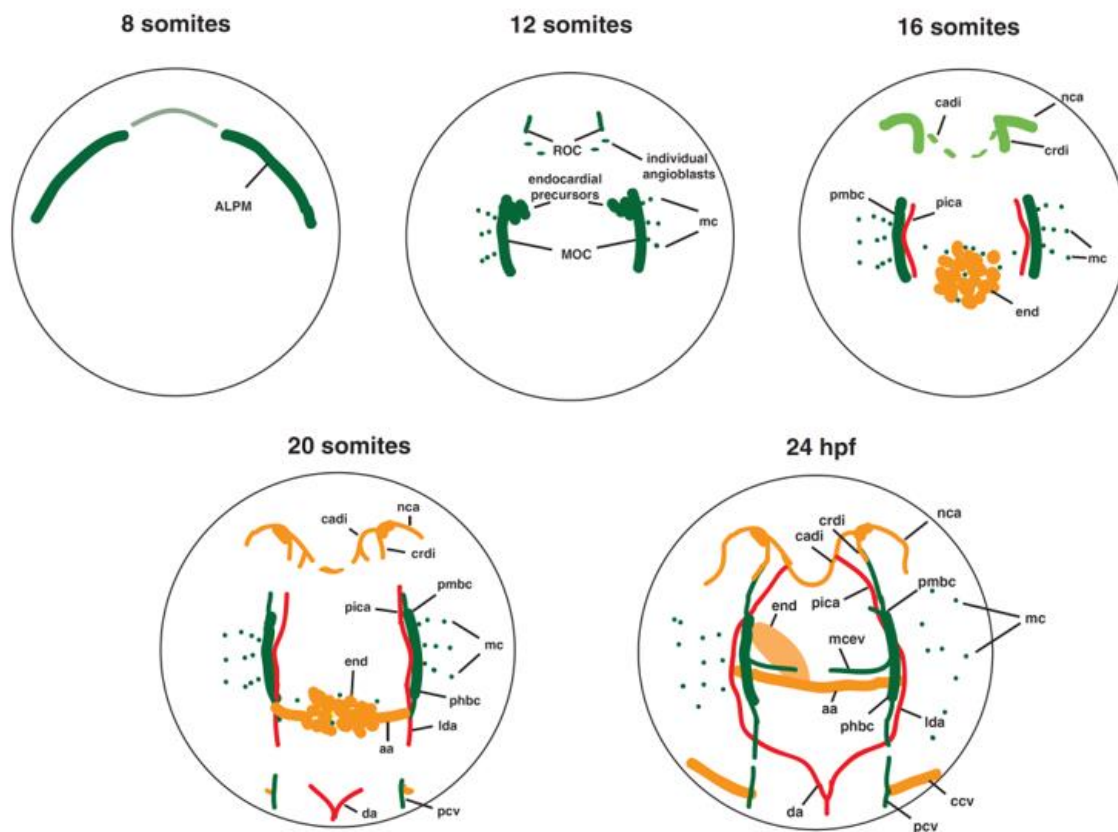 8 somites
12 somites
16 somites
ALPM
ROC
individual
angioblasts
endocardial
precursors
mc
MOC
cadi
nca
crdi
pmbc
pica
mc
end
20 somites
24 hpf
nca
cadi
crdi
pmbc
pica
mc
end
phbc
lda
aa
da
pcv
crdi
nca
cadi
pmbc
pica
end
mc
mcev
aa
phbc
lda
da
ccv
pcv